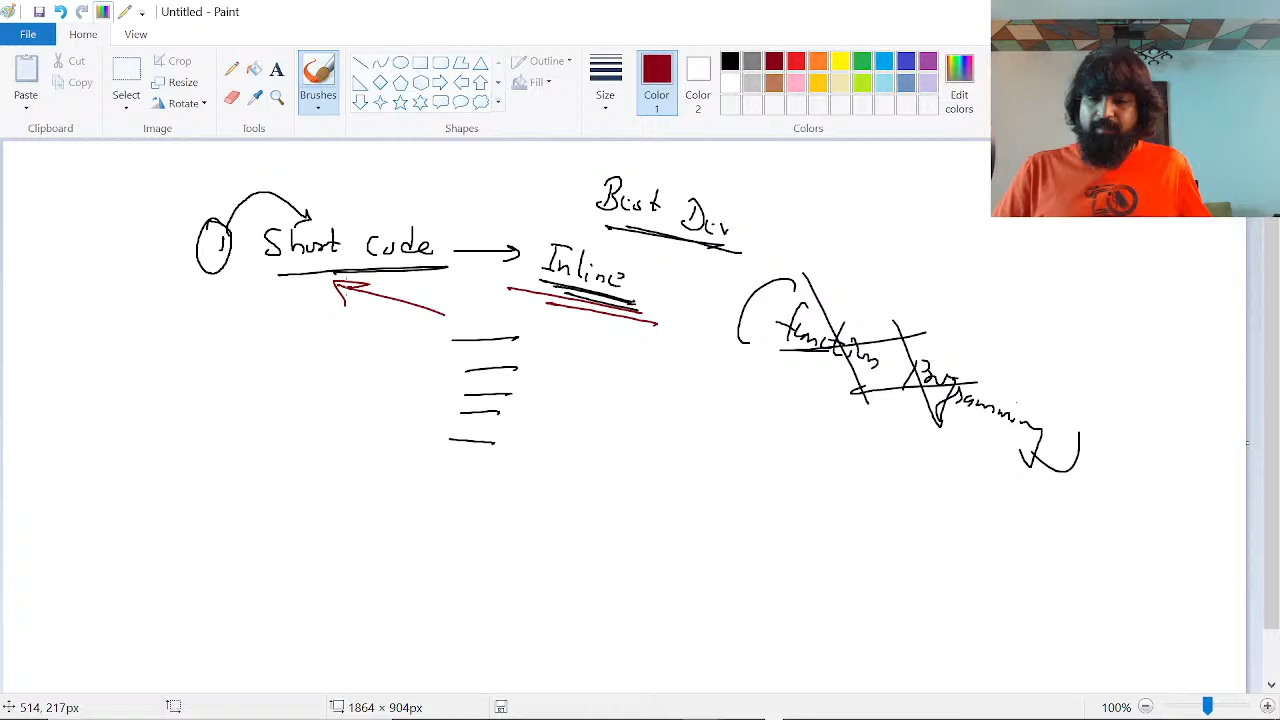 Untitled - Paint
File
Home
View
Paste
Cut
Copy
Clipboard
Select
Crop
Rotate
Image
A
Tools
Brushes
Shapes
Outline
Fill
Size
Color 1
Color 2
Edit colors
Colors
Best Dev
1 Short code
Inline
function
514, 217px
1864 × 904px
100%